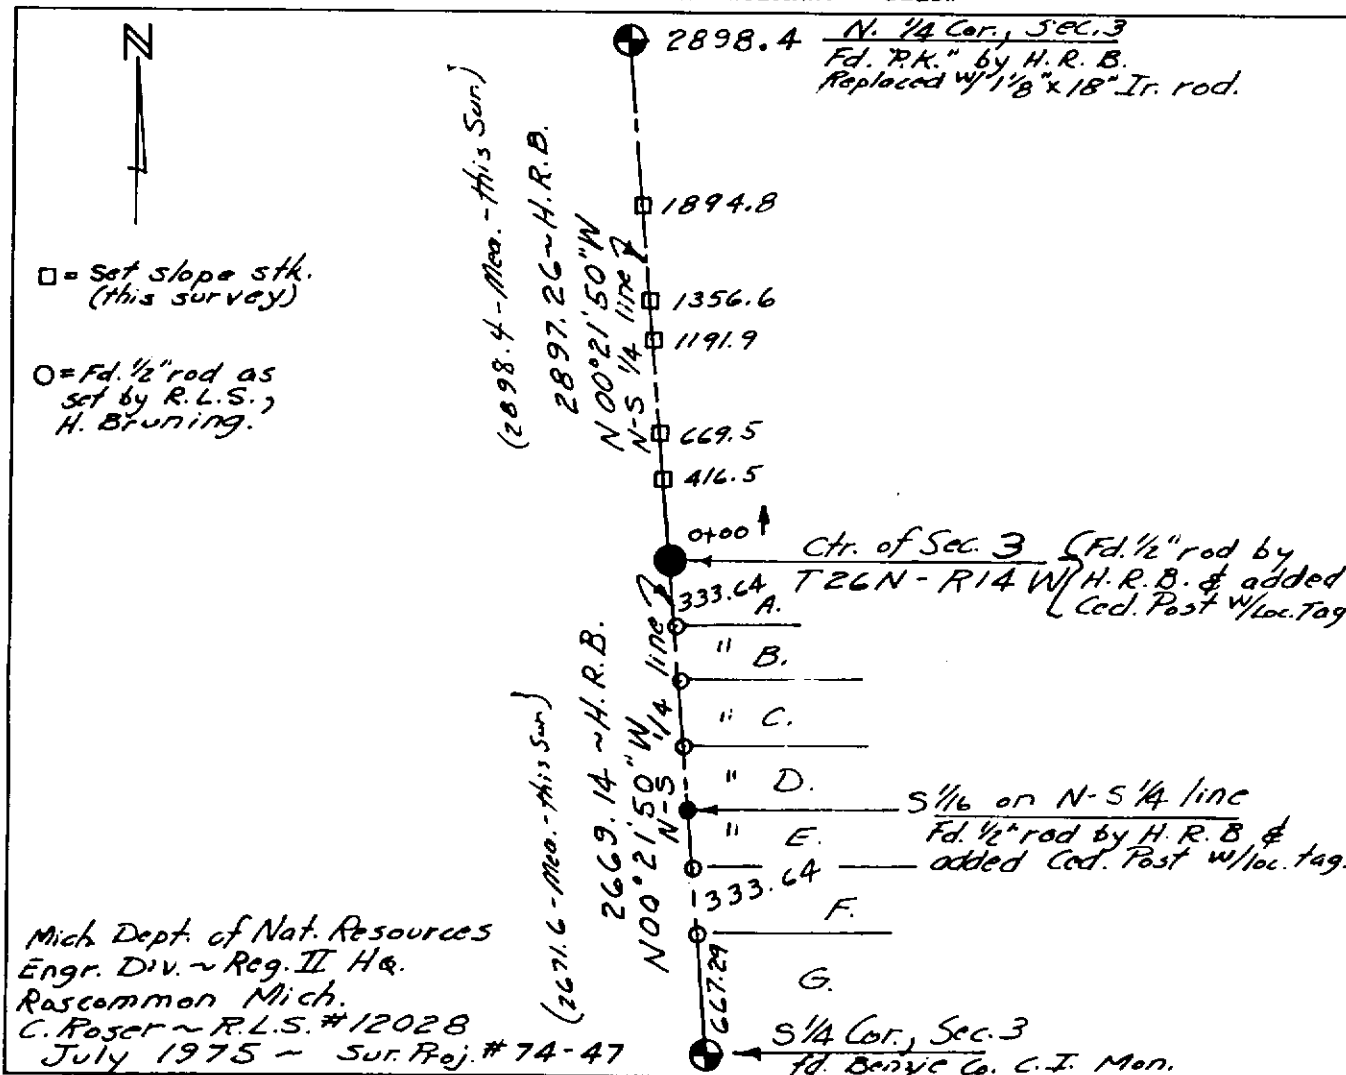 N
2898.4 N. 1/4 Cor., Sec. 3
Fd. "P.K." by H. R. B.
Replaced w/ 1 1/8" x 18" Ir. rod.
(2898.4 - Mea. - this Sur.)
2897.26 ~ H.R.B.
N 00°21'50" W
N-S 1/4 line
1894.8
1356.6
1191.9
669.5
416.5
□ = Set slope stk.
(this survey)
O = Fd. 1/2" rod as
set by R.L.S.,
H. Bruning.
0+00
Ctr. of Sec. 3
T26N - R14 W
Fd. 1/2" rod by
H. R. B. & added
Ced. Post w/Loc. Tag
333.64 A.
" B.
" C.
" D.
" E.
333.64
F.
G.
667.29
(2671.6 - Mea. - this Sur.)
2669.14 ~ H.R.B.
N00°21'50" W
N-S 1/4 line
S 1/16 on N-S 1/4 line
Fd. 1/2" rod by H. R. B &
added Ced. Post w/loc. tag.
S 1/4 Cor., Sec. 3
fd. Benzie Co. C.I. Mon.
Mich Dept. of Nat. Resources
Engr. Div. ~ Reg. II Hq.
Roscommon Mich.
C. Roser ~ R.L.S. # 12028
July 1975 ~ Sur. Proj. # 74-47